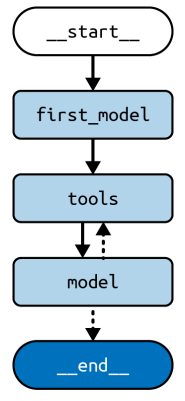 __start__
first_model
tools
model
__end__